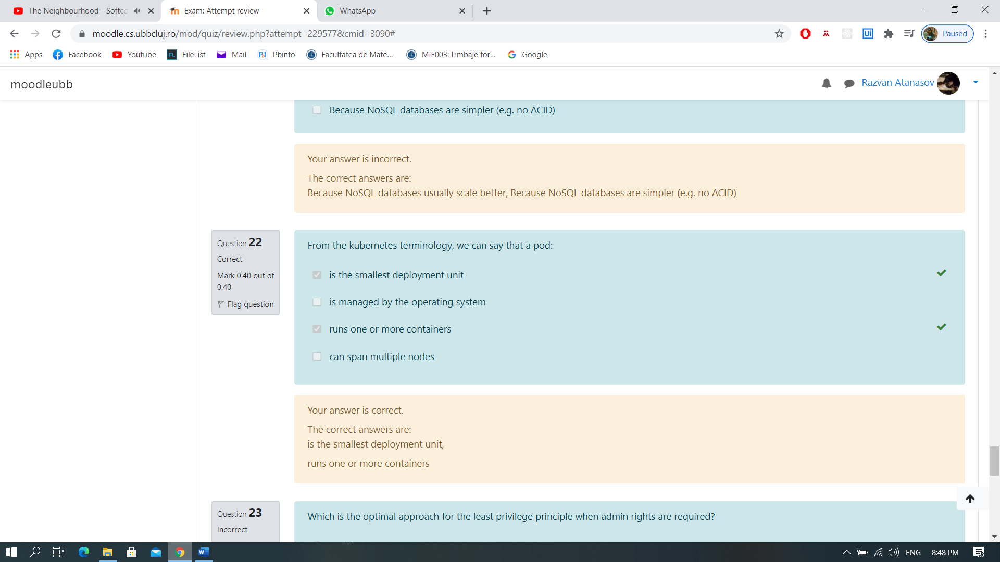 The Neighbourhood - Softco
Exam: Attempt review
WhatsApp
moodle.cs.ubbcluj.ro/mod/quiz/review.php?attempt=229577&cmid=3090#
Paused
Apps
Facebook
Youtube
FL
FileList
Mail
Pbinfo
Facultatea de Mate...
MIF003: Limbaje for...
Google
moodleubb
Razvan Atanasov
Because NoSQL databases are simpler (e.g. no ACID)
Your answer is incorrect.
The correct answers are:
Because NoSQL databases usually scale better, Because NoSQL databases are simpler (e.g. no ACID)
Question 22
Correct
Mark 0.40 out of
0.40
Flag question
From the kubernetes terminology, we can say that a pod:
is the smallest deployment unit
is managed by the operating system
runs one or more containers
can span multiple nodes
Your answer is correct.
The correct answers are:
is the smallest deployment unit,
runs one or more containers
Question 23
Incorrect
Which is the optimal approach for the least privilege principle when admin rights are required?
ENG
8:48 PM